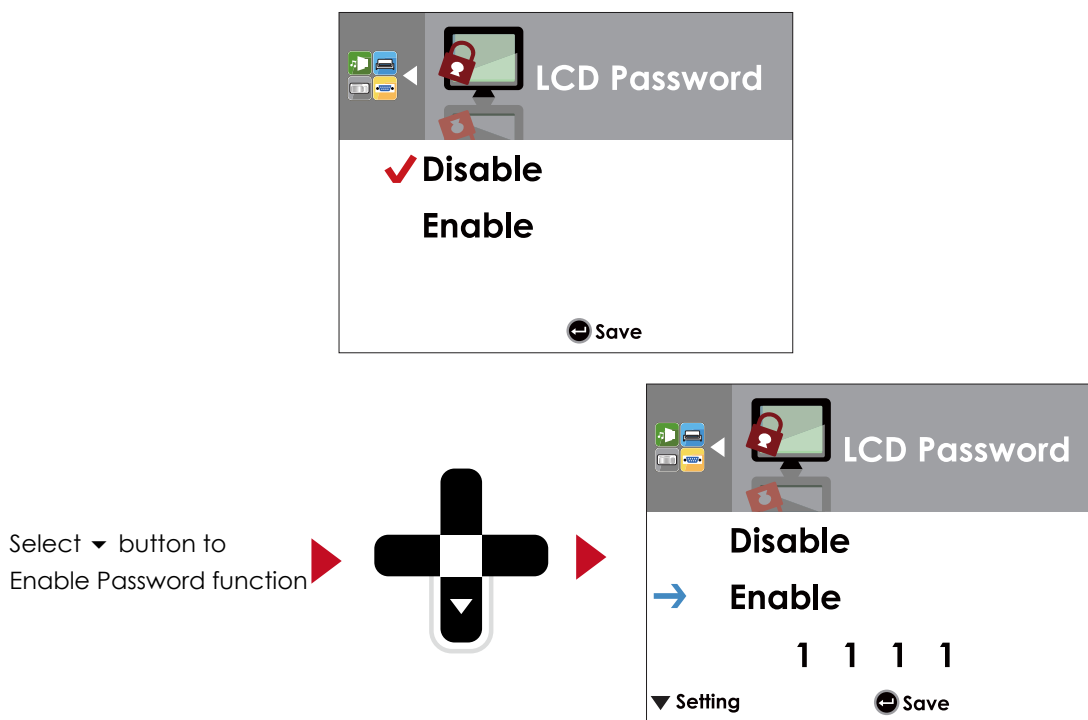 LCD Password
Disable
Enable
Save
Select ▼ button to
Enable Password function
LCD Password
Disable
Enable
1 1 1 1
▼ Setting
Save